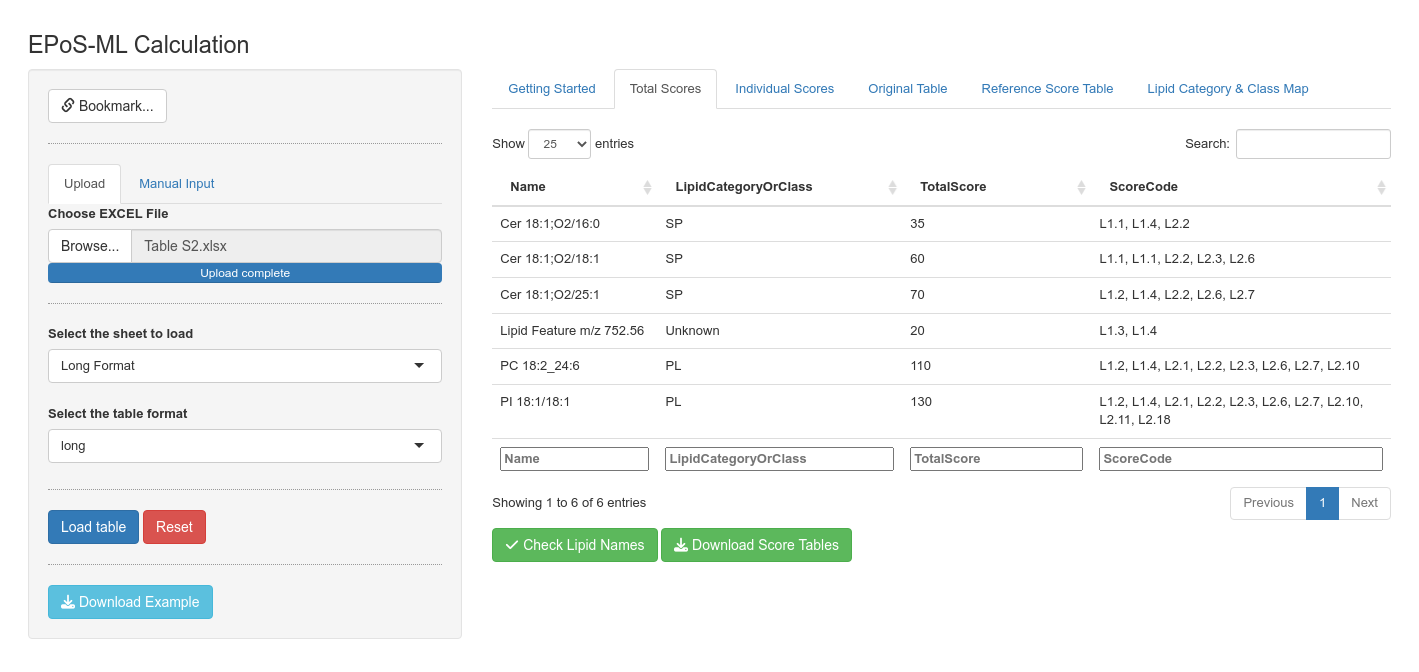 EPoS-ML Calculation
Bookmark...
Upload Manual Input
Choose EXCEL File
Browse... Table S2.xlsx
Upload complete
Select the sheet to load
Long Format
Select the table format
long
Load table Reset
Download Example
Getting Started Total Scores Individual Scores Original Table Reference Score Table Lipid Category & Class Map
Show 25 entries Search:
Name LipidCategoryOrClass TotalScore ScoreCode
Cer 18:1;O2/16:0 SP 35 L1.1, L1.4, L2.2
Cer 18:1;O2/18:1 SP 60 L1.1, L1.1, L2.2, L2.3, L2.6
Cer 18:1;O2/25:1 SP 70 L1.2, L1.4, L2.2, L2.6, L2.7
Lipid Feature m/z 752.56 Unknown 20 L1.3, L1.4
PC 18:2_24:6 PL 110 L1.2, L1.4, L2.1, L2.2, L2.3, L2.6, L2.7, L2.10
PI 18:1/18:1 PL 130 L1.2, L1.4, L2.1, L2.2, L2.3, L2.6, L2.7, L2.10,
L2.11, L2.18
Name LipidCategoryOrClass TotalScore ScoreCode
Showing 1 to 6 of 6 entries Previous 1 Next
Check Lipid Names Download Score Tables